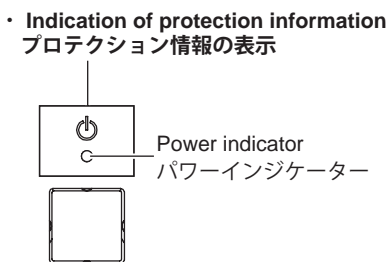 ・ Indication of protection information
プロテクション情報の表示
Power indicator
パワーインジケーター